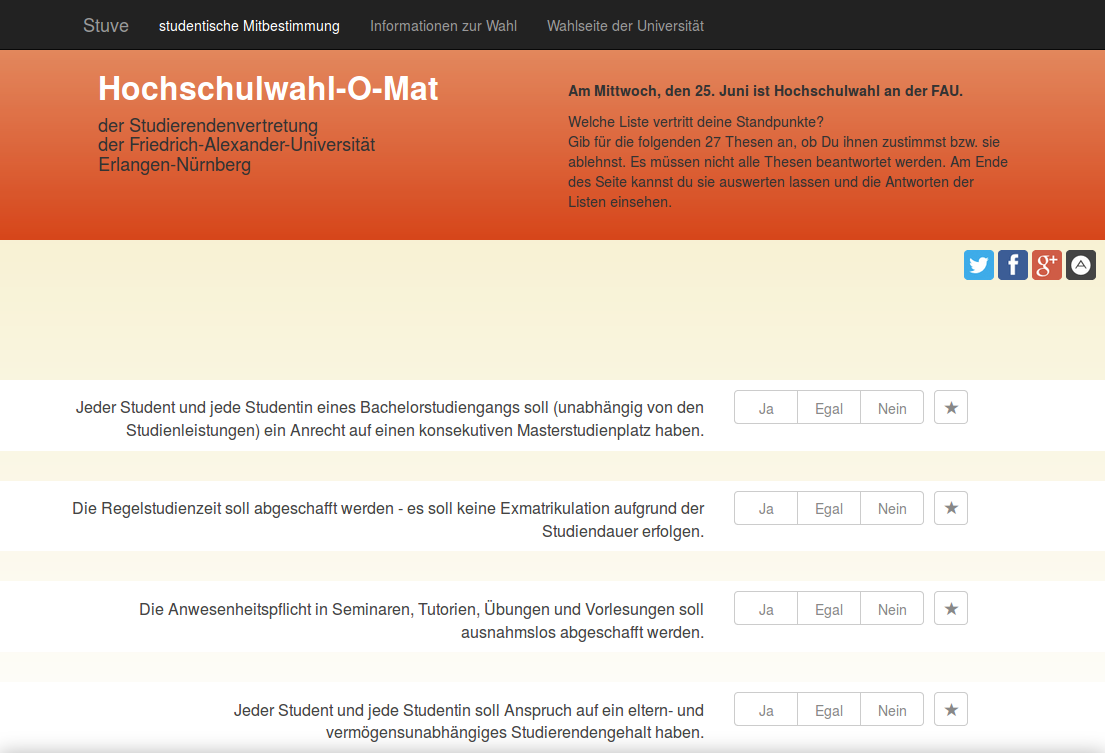 Stuve studentische Mitbestimmung Informationen zur Wahl Wahlseite der Universität
Hochschulwahl-O-Mat
der Studierendenvertretung
der Friedrich-Alexander-Universität
Erlangen-Nürnberg
Am Mittwoch, den 25. Juni ist Hochschulwahl an der FAU.
Welche Liste vertritt deine Standpunkte?
Gib für die folgenden 27 Thesen an, ob Du ihnen zustimmst bzw. sie
ablehnst. Es müssen nicht alle Thesen beantwortet werden. Am Ende
des Seite kannst du sie auswerten lassen und die Antworten der
Listen einsehen.
Jeder Student und jede Studentin eines Bachelorstudiengangs soll (unabhängig von den
Studienleistungen) ein Anrecht auf einen konsekutiven Masterstudienplatz haben.
Ja Egal Nein ★
Die Regelstudienzeit soll abgeschafft werden - es soll keine Exmatrikulation aufgrund der
Studiendauer erfolgen.
Ja Egal Nein ★
Die Anwesenheitspflicht in Seminaren, Tutorien, Übungen und Vorlesungen soll
ausnahmslos abgeschafft werden.
Ja Egal Nein ★
Jeder Student und jede Studentin soll Anspruch auf ein eltern- und
vermögensunabhängiges Studierendengehalt haben.
Ja Egal Nein ★